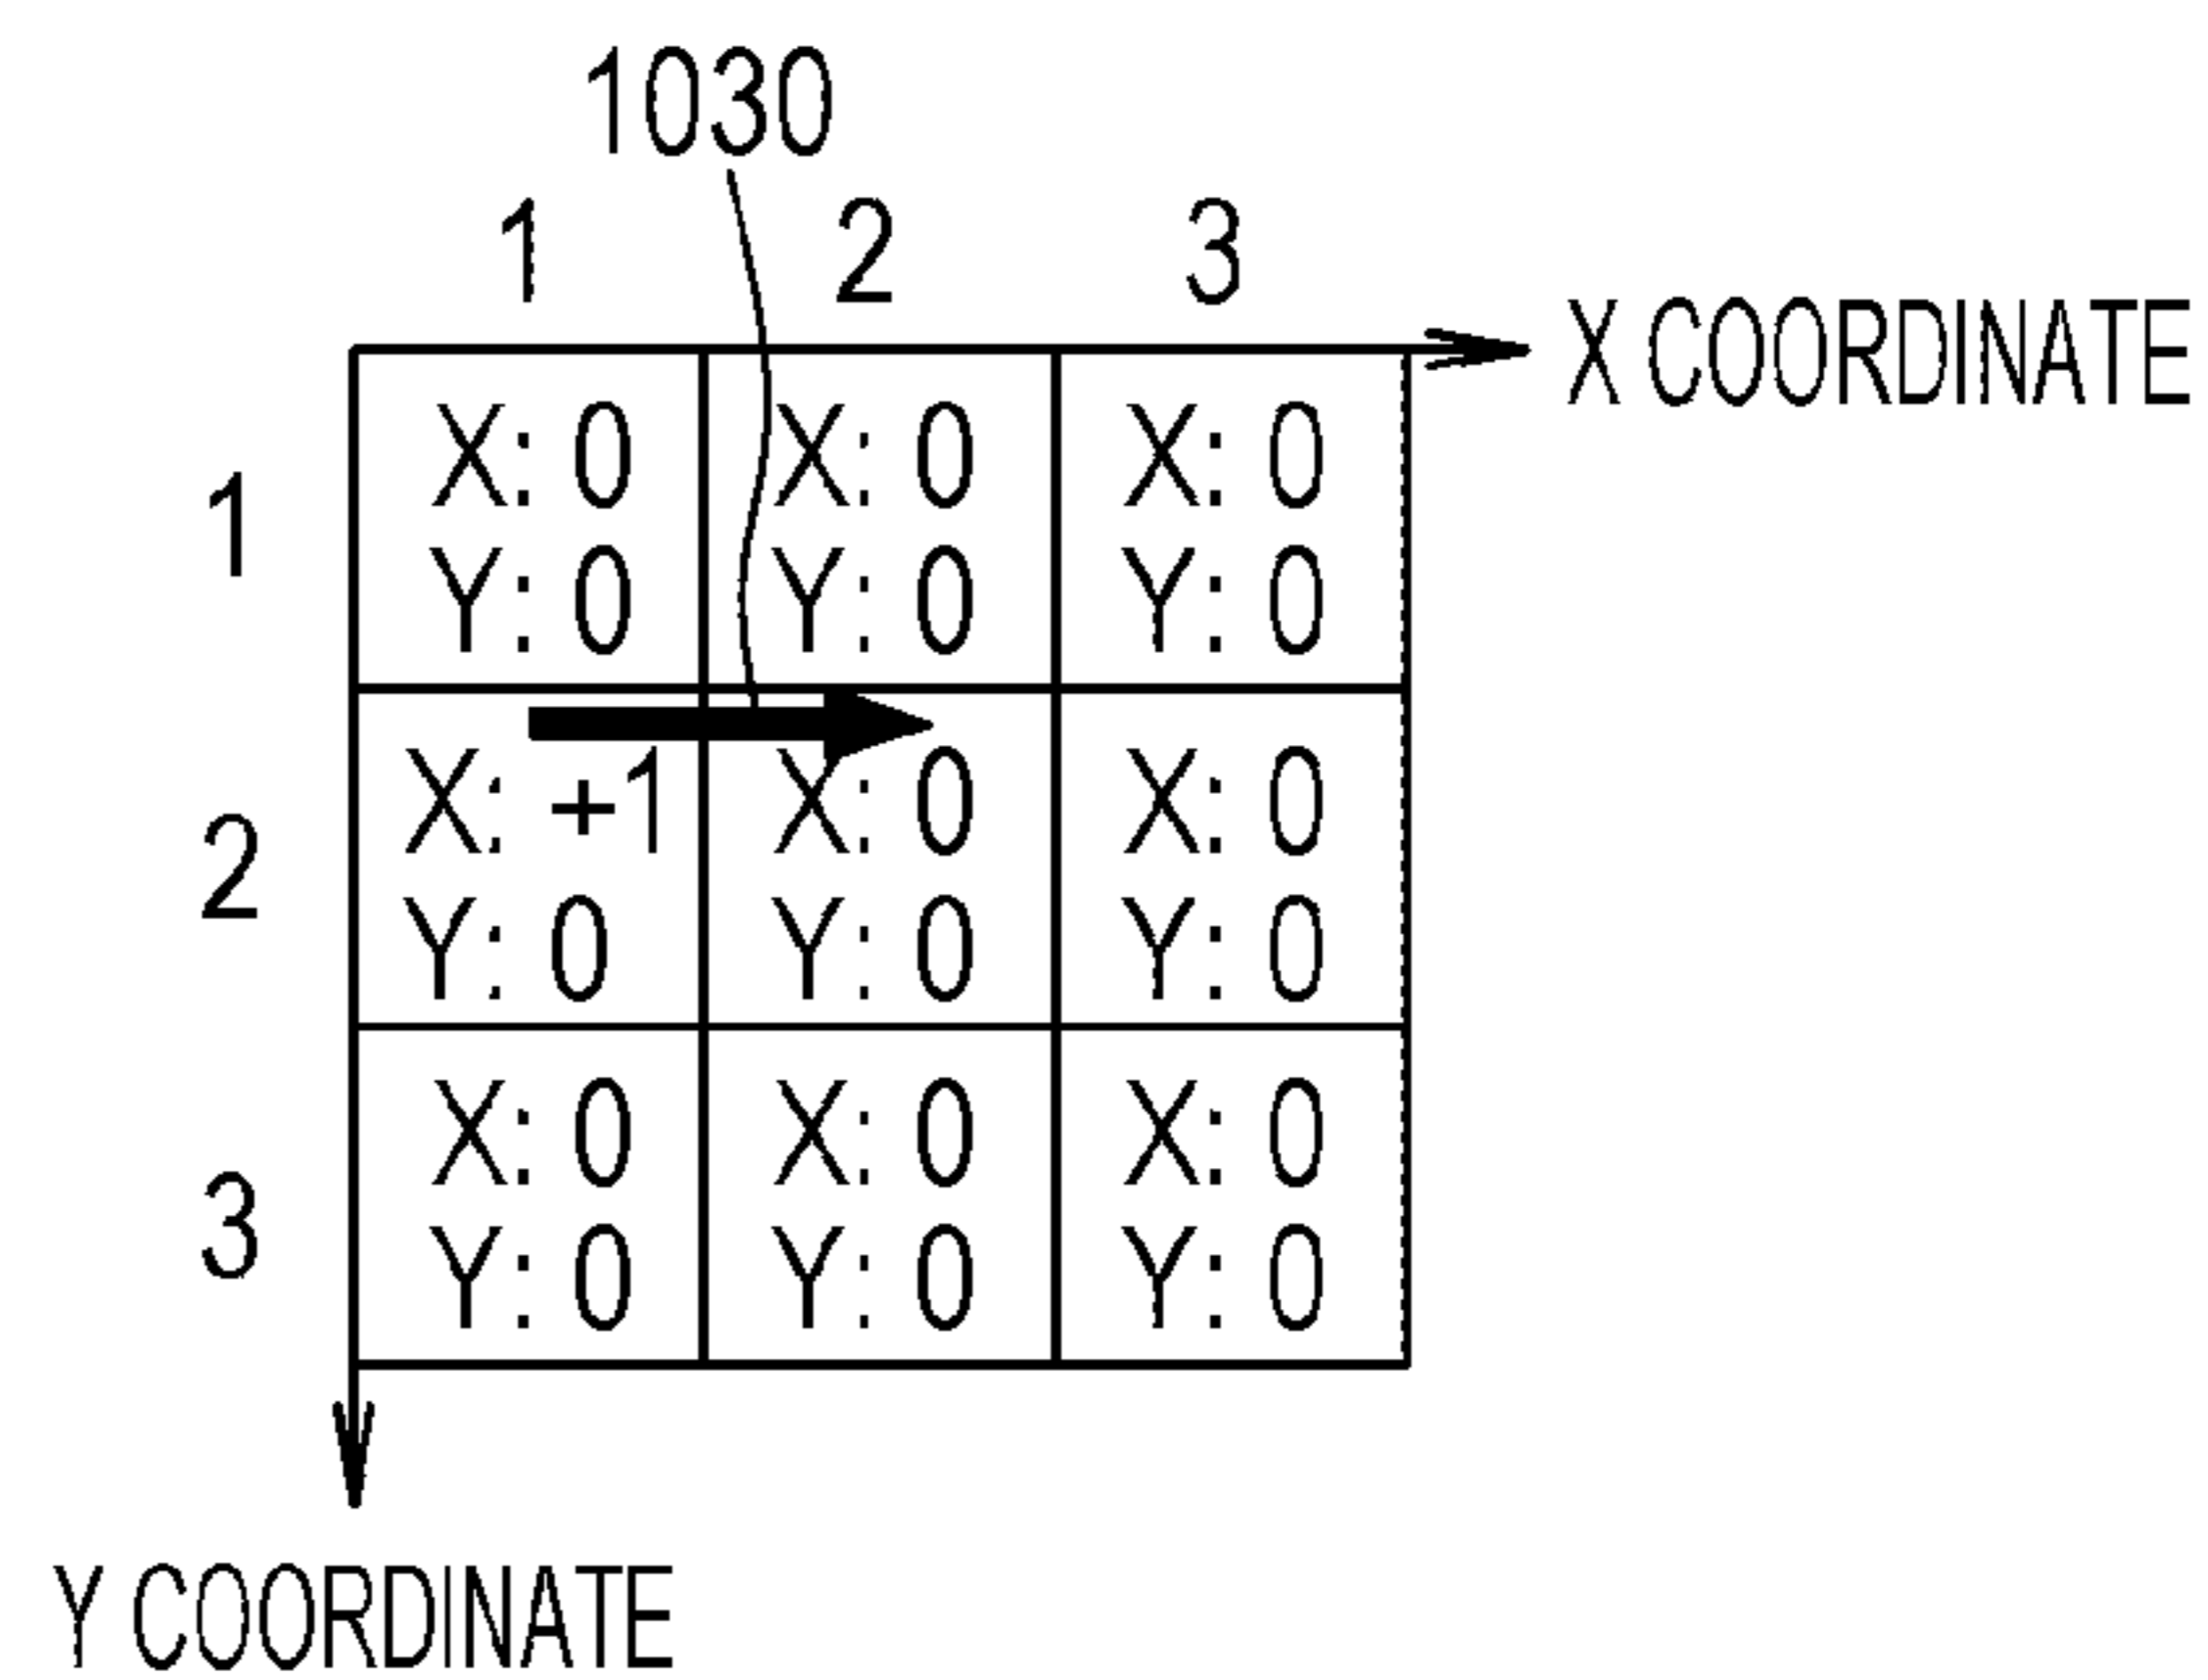 1030
1 2 3
X COORDINATE
X: 0 X: 0 X: 0
1
Y: 0 Y: 0 Y: 0
X: +1 X: 0 X: 0
2
Y: 0 Y: 0 Y: 0
X: 0 X: 0 X: 0
3
Y: 0 Y: 0 Y: 0
Y COORDINATE